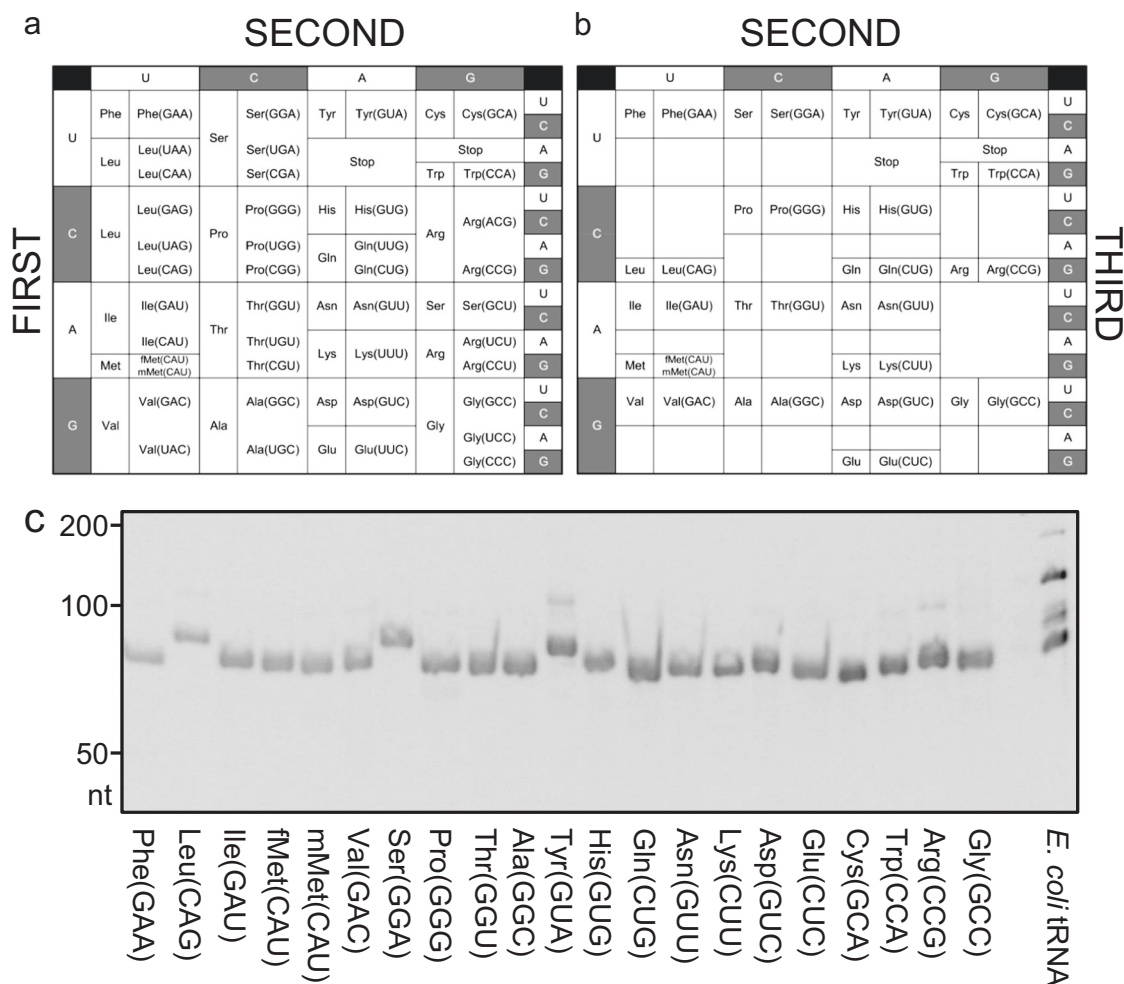 a
SECOND
b
SECOND
U C A G
U C A G
FIRST
THIRD
U Phe Phe(GAA) Ser Ser(GGA) Tyr Tyr(GUA) Cys Cys(GCA) U
C
Leu Leu(UAA) Ser(UGA) Stop Stop A
Leu(CAA) Ser(CGA) Trp Trp(CCA) G
C Leu Leu(GAG) Pro Pro(GGG) His His(GUG) Arg Arg(ACG) U
C
Leu(UAG) Pro(UGG) Gln Gln(UUG) A
Leu(CAG) Pro(CGG) Gln(CUG) Arg(CCG) G
A Ile Ile(GAU) Thr Thr(GGU) Asn Asn(GUU) Ser Ser(GCU) U
C
Ile(CAU) Thr(UGU) Lys Lys(UUU) Arg Arg(UCU) A
Met fMet(CAU) Thr(CGU) Arg(CCU) G
mMet(CAU)
G Val Val(GAC) Ala Ala(GGC) Asp Asp(GUC) Gly Gly(GCC) U
C
Val(UAC) Ala(UGC) Glu Glu(UUC) Gly(UCC) A
Gly(CCC) G
U Phe Phe(GAA) Ser Ser(GGA) Tyr Tyr(GUA) Cys Cys(GCA) U
C
Stop Stop A
Trp Trp(CCA) G
C Pro Pro(GGG) His His(GUG) U
C
A
Leu Leu(CAG) Gln Gln(CUG) Arg Arg(CCG) G
A Ile Ile(GAU) Thr Thr(GGU) Asn Asn(GUU) U
C
A
Met fMet(CAU) Lys Lys(CUU) G
mMet(CAU)
G Val Val(GAC) Ala Ala(GGC) Asp Asp(GUC) Gly Gly(GCC) U
C
A
Glu Glu(CUC) G
c
200
100
50
nt
Phe(GAA)
Leu(CAG)
Ile(GAU)
fMet(CAU)
mMet(CAU)
Val(GAC)
Ser(GGA)
Pro(GGG)
Thr(GGU)
Ala(GGC)
Tyr(GUA)
His(GUG)
Gln(CUG)
Asn(GUU)
Lys(CUU)
Asp(GUC)
Glu(CUC)
Cys(GCA)
Trp(CCA)
Arg(CCG)
Gly(GCC)
E. coli tRNA